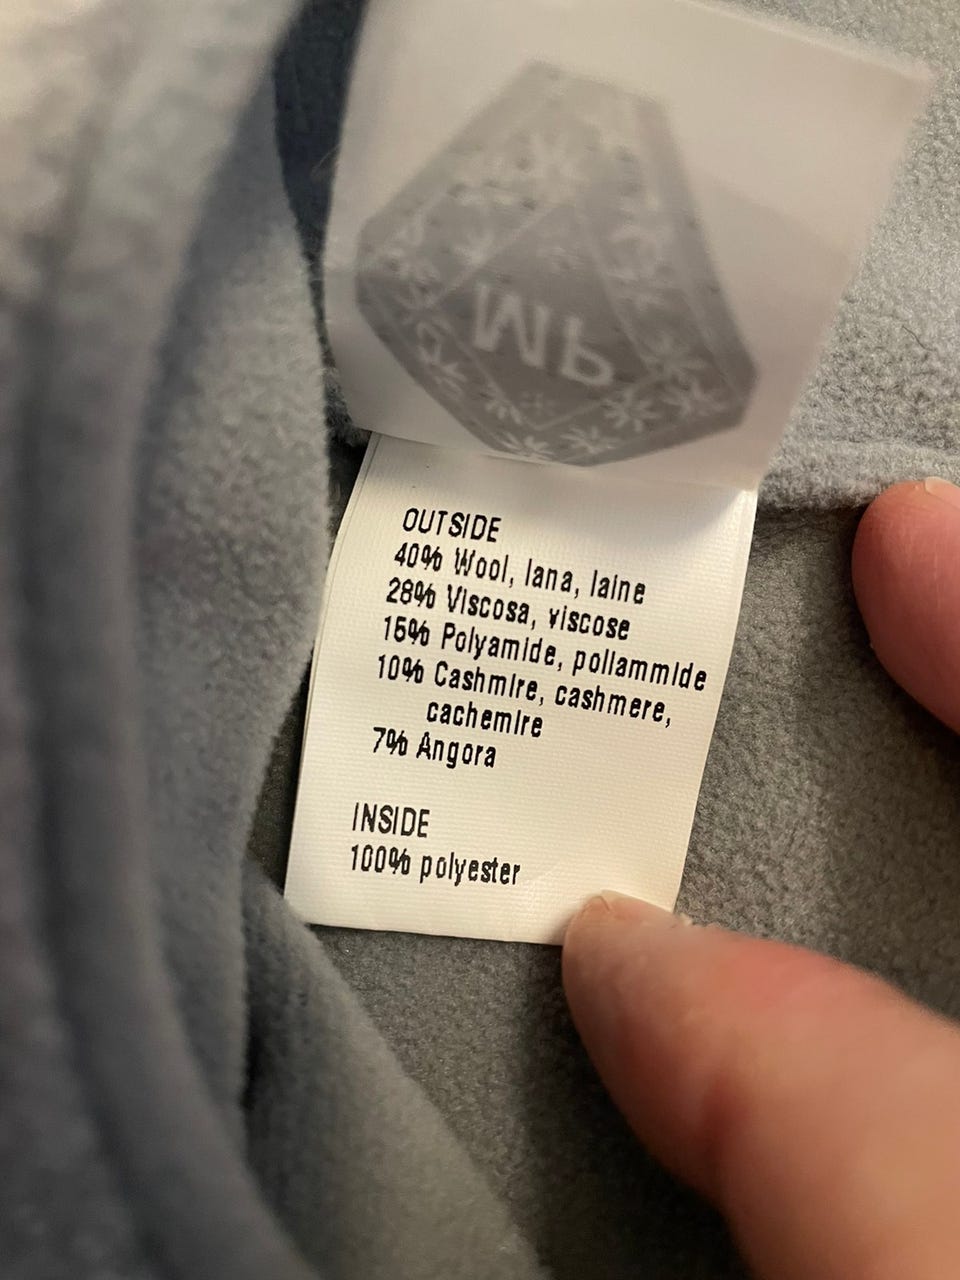 MP
OUTSIDE
40% Wool, lana, laine
28% Viscosa, viscose
15% Polyamide, poliammide
10% Cashmire, cashmere,
cachemire
7% Angora
INSIDE
100% polyester